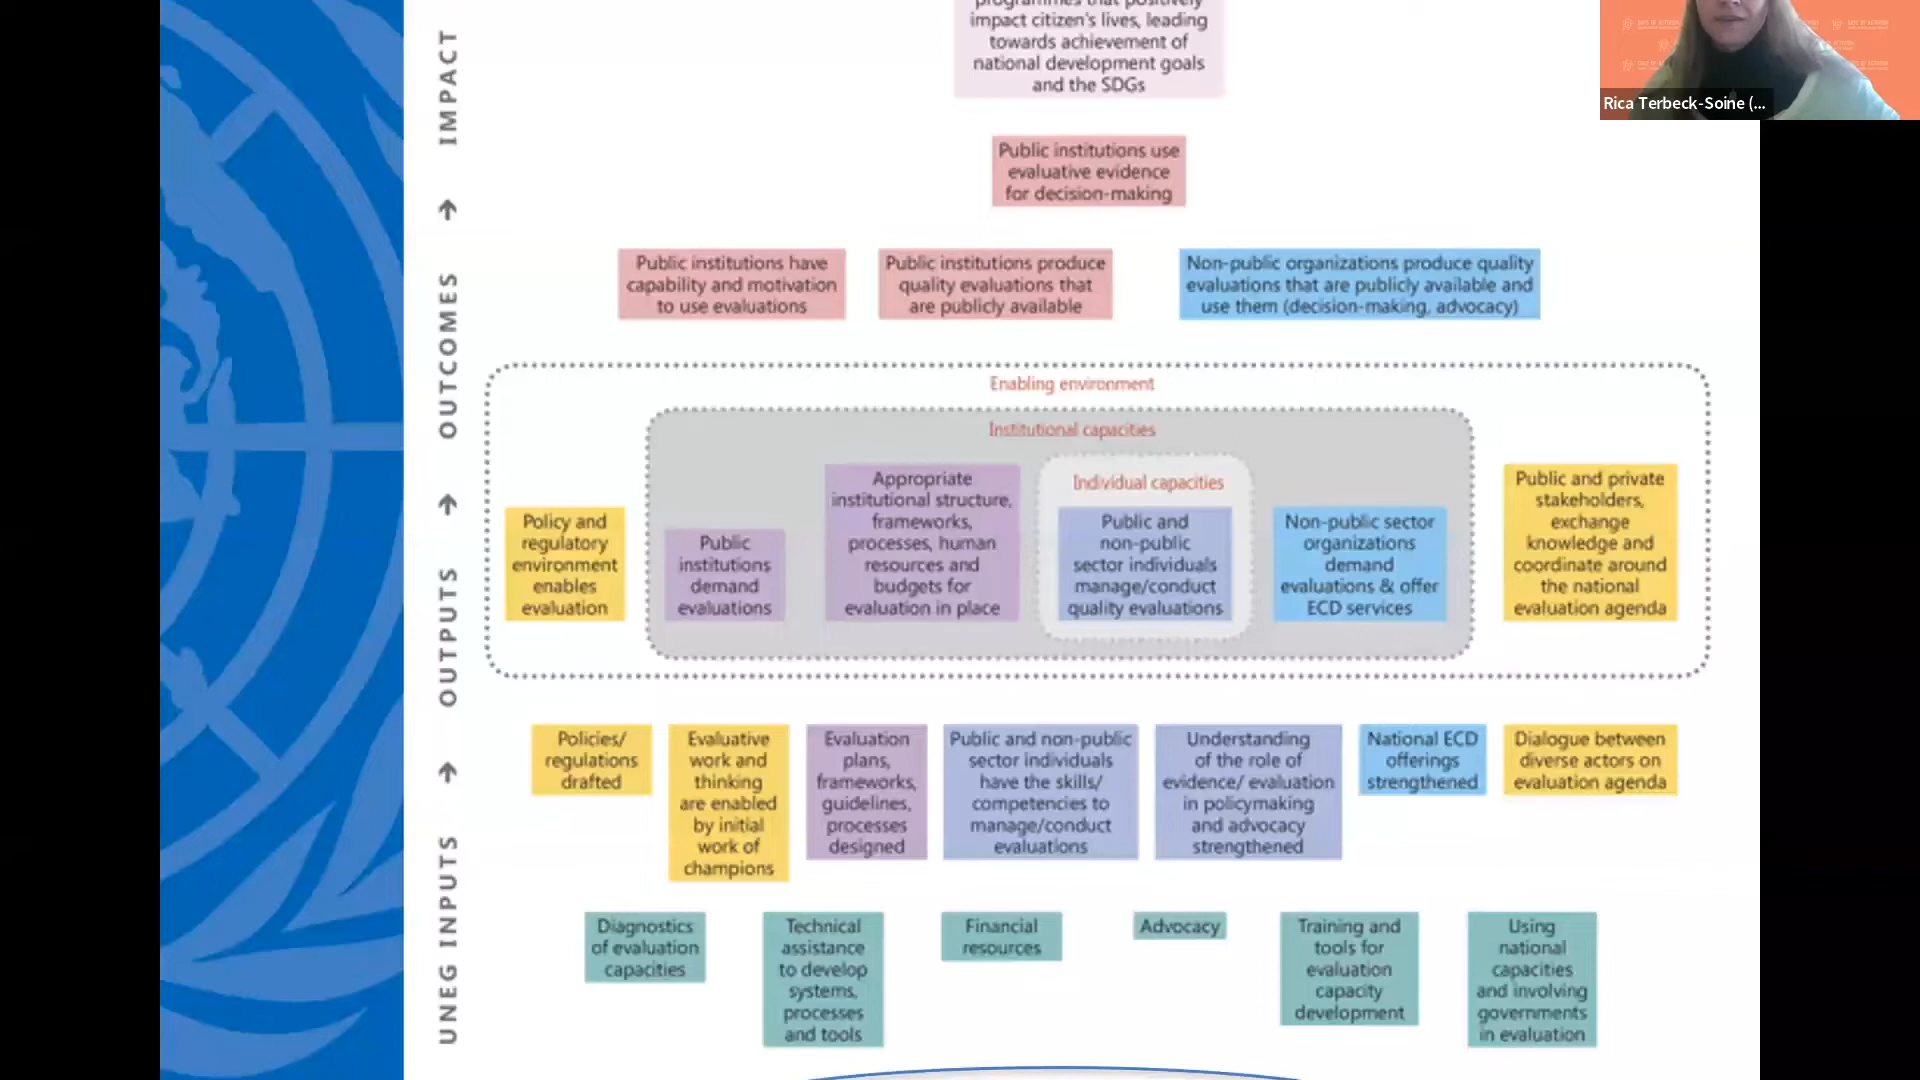 programmes that positively
impact citizen's lives, leading
towards achievement of
national development goals
and the SDGs
Rica Terbeck-Soine (...
IMPACT
Public institutions use
evaluative evidence
for decision-making
OUTCOMES
Public institutions have
capability and motivation
to use evaluations
Public institutions produce
quality evaluations that
are publicly available
Non-public organizations produce quality
evaluations that are publicly available and
use them (decision-making, advocacy)
OUTPUTS
Enabling environment
Institutional capacities
Individual capacities
Policy and
regulatory
environment
enables
evaluation
Public
institutions
demand
evaluations
Appropriate
institutional structure,
frameworks,
processes, human
resources and
budgets for
evaluation in place
Public and
non-public
sector individuals
manage/conduct
quality evaluations
Non-public sector
organizations
demand
evaluations & offer
ECD services
Public and private
stakeholders,
exchange
knowledge and
coordinate around
the national
evaluation agenda
UNEG INPUTS
Policies/
regulations
drafted
Evaluative
work and
thinking
are enabled
by initial
work of
champions
Evaluation
plans,
frameworks,
guidelines,
processes
designed
Public and non-public
sector individuals
have the skills/
competencies to
manage/conduct
evaluations
Understanding
of the role of
evidence/ evaluation
in policymaking
and advocacy
strengthened
National ECD
offerings
strengthened
Dialogue between
diverse actors on
evaluation agenda
Diagnostics
of evaluation
capacities
Technical
assistance
to develop
systems,
processes
and tools
Financial
resources
Advocacy
Training and
tools for
evaluation
capacity
development
Using
national
capacities
and involving
governments
in evaluation